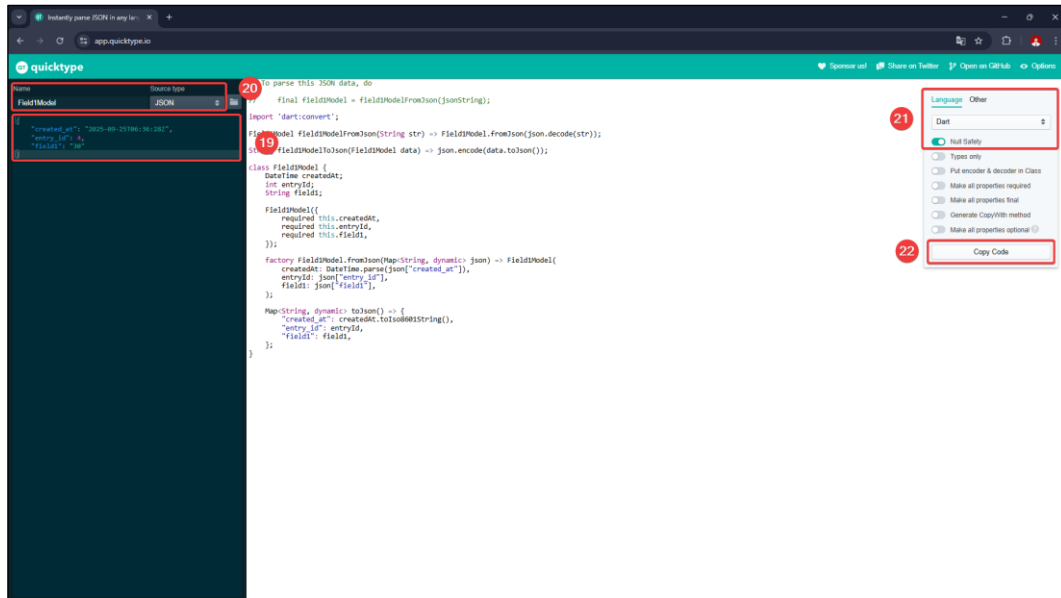 Instantly parse JSON in any lan
app.quicktype.io
QT quicktype
Sponsor us! Share on Twitter Open on GitHub Options
Name Source type
Field1Model JSON
20
{
"created_at": "2025-09-25T06:36:28Z",
"entry_id": 4,
"field1": "30"
}
19
To parse this JSON data, do
//
// final field1Model = field1ModelFromJson(jsonString);
import 'dart:convert';
Field1Model field1ModelFromJson(String str) => Field1Model.fromJson(json.decode(str));
String field1ModelToJson(Field1Model data) => json.encode(data.toJson());
class Field1Model {
DateTime createdAt;
int entryId;
String field1;
Field1Model({
required this.createdAt,
required this.entryId,
required this.field1,
});
factory Field1Model.fromJson(Map<String, dynamic> json) => Field1Model(
createdAt: DateTime.parse(json["created_at"]),
entryId: json["entry_id"],
field1: json["field1"],
);
Map<String, dynamic> toJson() => {
"created_at": createdAt.toIso8601String(),
"entry_id": entryId,
"field1": field1,
};
}
Language Other
21
Dart
Null Safety
Types only
Put encoder & decoder in Class
Make all properties required
Make all properties final
Generate CopyWith method
Make all properties optional
22
Copy Code